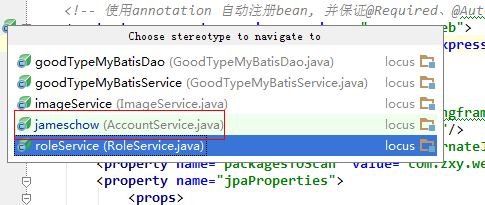 <!-- 使用annotation 自动注册bean, 并保证@Required、@Aut
eb">
Choose stereotype to navigate to
expres
goodTypeMyBatisDao (GoodTypeMyBatisDao.java) locus
goodTypeMyBatisService (GoodTypeMyBatisService.java) locus
imageService (ImageService.java) locus
jameschow (AccountService.java) locus
ngfram
"/>
roleService (RoleService.java) locus
rnateJ
<property name="packagesToScan" value="com.zxy.we
<property name="jpaProperties">
<props>